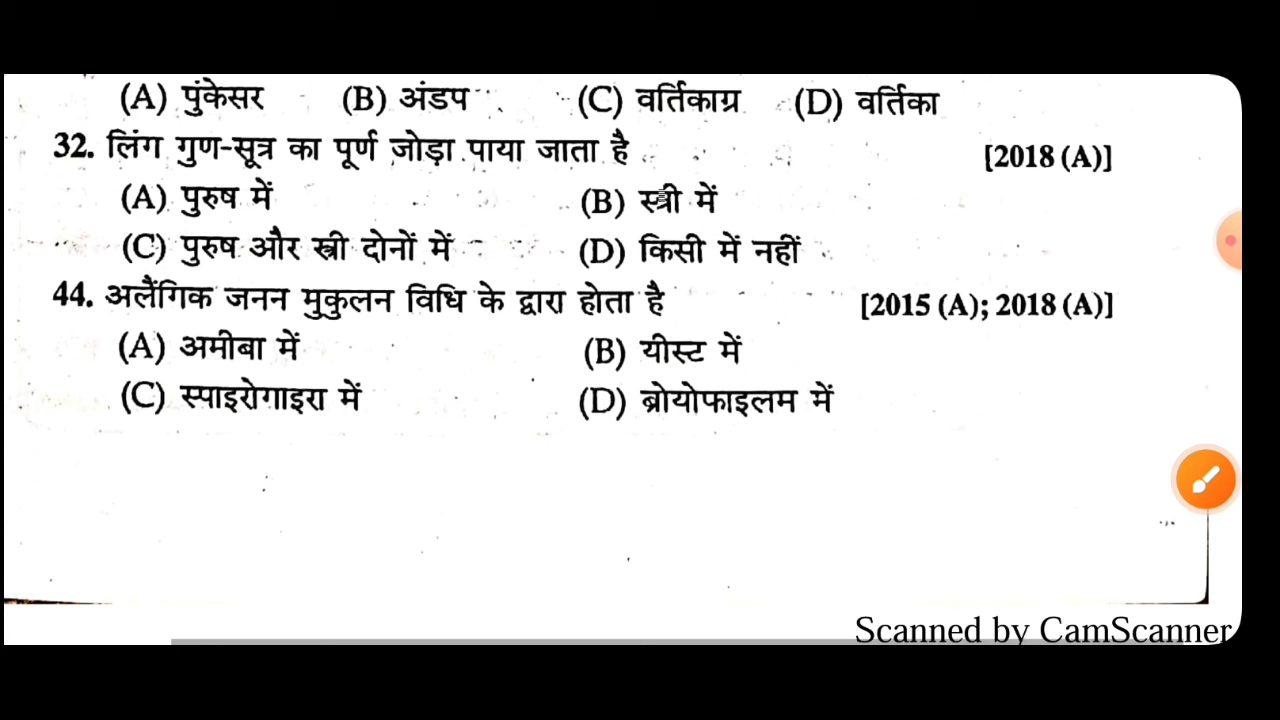 (A) पुंकेसर (B) अंडप (C) वर्तिकाग्र (D) वर्तिका
32. लिंग गुण-सूत्र का पूर्ण जोड़ा पाया जाता है [2018 (A)]
(A) पुरुष में (B) स्त्री में
(C) पुरुष और स्त्री दोनों में (D) किसी में नहीं
44. अलैंगिक जनन मुकुलन विधि के द्वारा होता है [2015 (A); 2018 (A)]
(A) अमीबा में (B) यीस्ट में
(C) स्पाइरोगाइरा में (D) ब्रोयोफाइलम में
Scanned by CamScanner